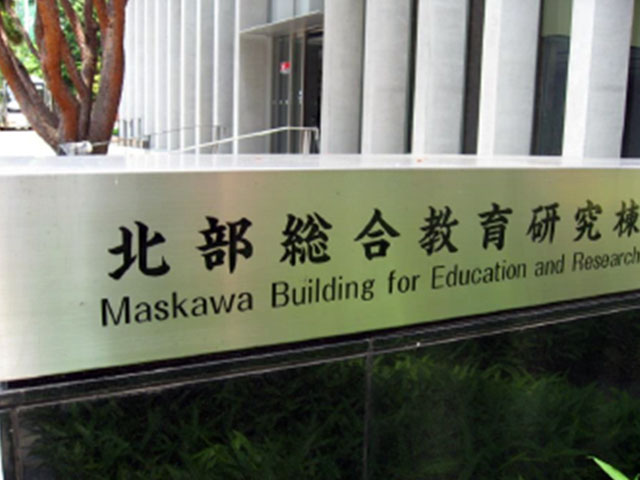 北部総合教育研究棟
Maskawa Building for Education and Research